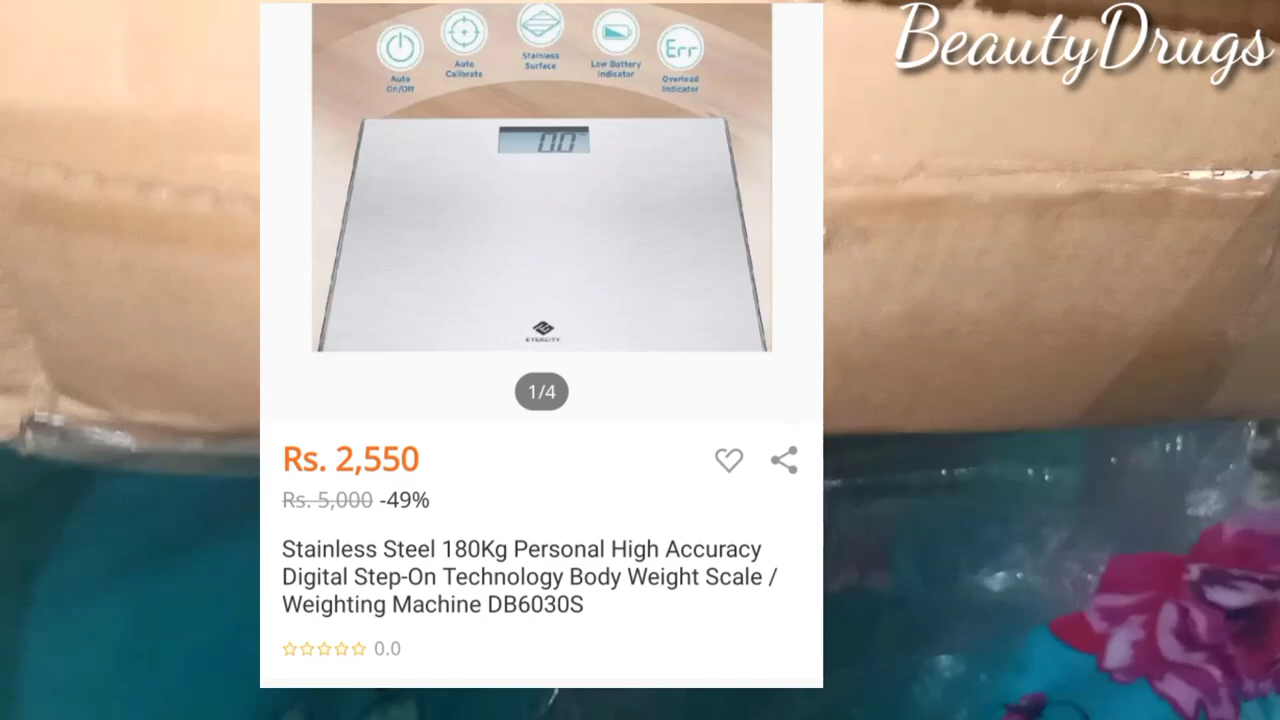 BeautyDrugs
Auto
On/Off
Auto
Calibrate
Stainless
Surface
Low Battery
Indicator
Err
Overload
Indicator
0.0
ETEKCITY
1/4
Rs. 2,550
Rs. 5,000 -49%
Stainless Steel 180Kg Personal High Accuracy
Digital Step-On Technology Body Weight Scale /
Weighting Machine DB6030S
0.0